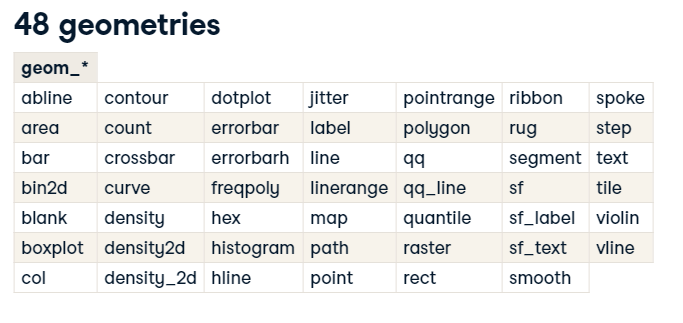 48 geometries
geom_*
abline contour dotplot jitter pointrange ribbon spoke
area count errorbar label polygon rug step
bar crossbar errorbarh line qq segment text
bin2d curve freqpoly linerange qq_line sf tile
blank density hex map quantile sf_label violin
boxplot density2d histogram path raster sf_text vline
col density_2d hline point rect smooth